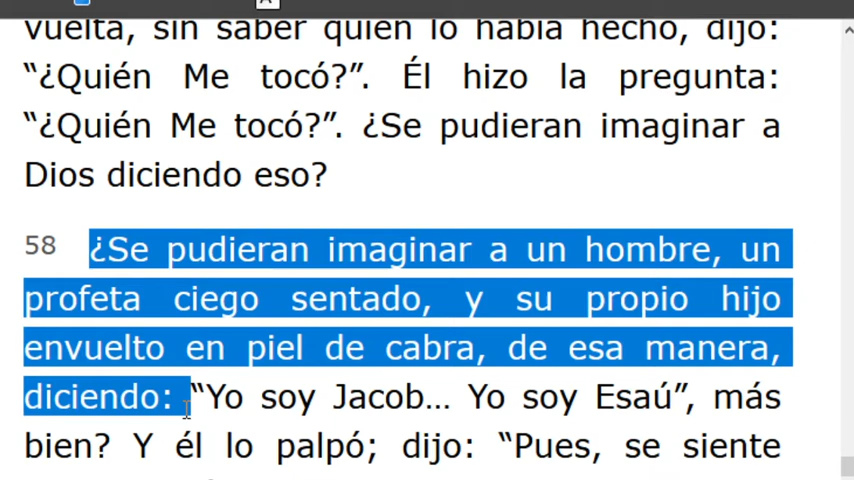 vuelta, sin saber quién lo había hecho, dijo:
“¿Quién Me tocó?”. Él hizo la pregunta:
“¿Quién Me tocó?”. ¿Se pudieran imaginar a
Dios diciendo eso?
58 ¿Se pudieran imaginar a un hombre, un
profeta ciego sentado, y su propio hijo
envuelto en piel de cabra, de esa manera,
diciendo: “Yo soy Jacob… Yo soy Esaú”, más
bien? Y él lo palpó; dijo: “Pues, se siente